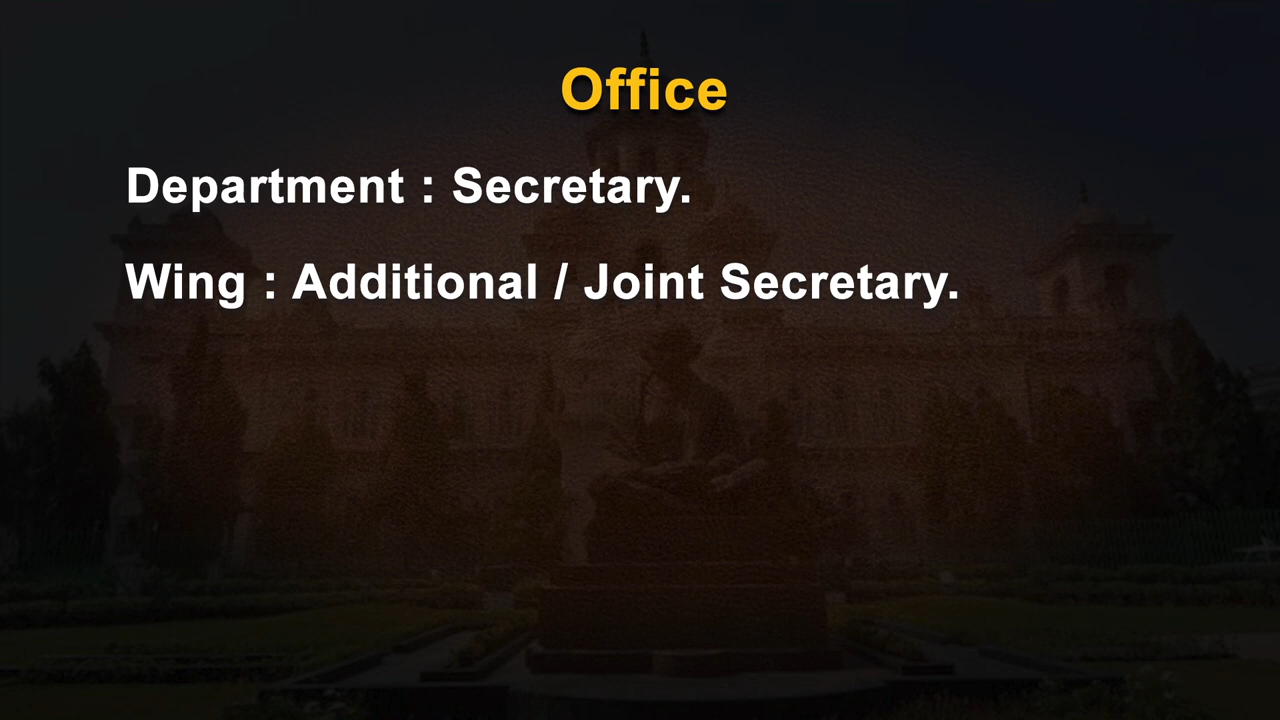 Office
Department : Secretary.
Wing : Additional / Joint Secretary.